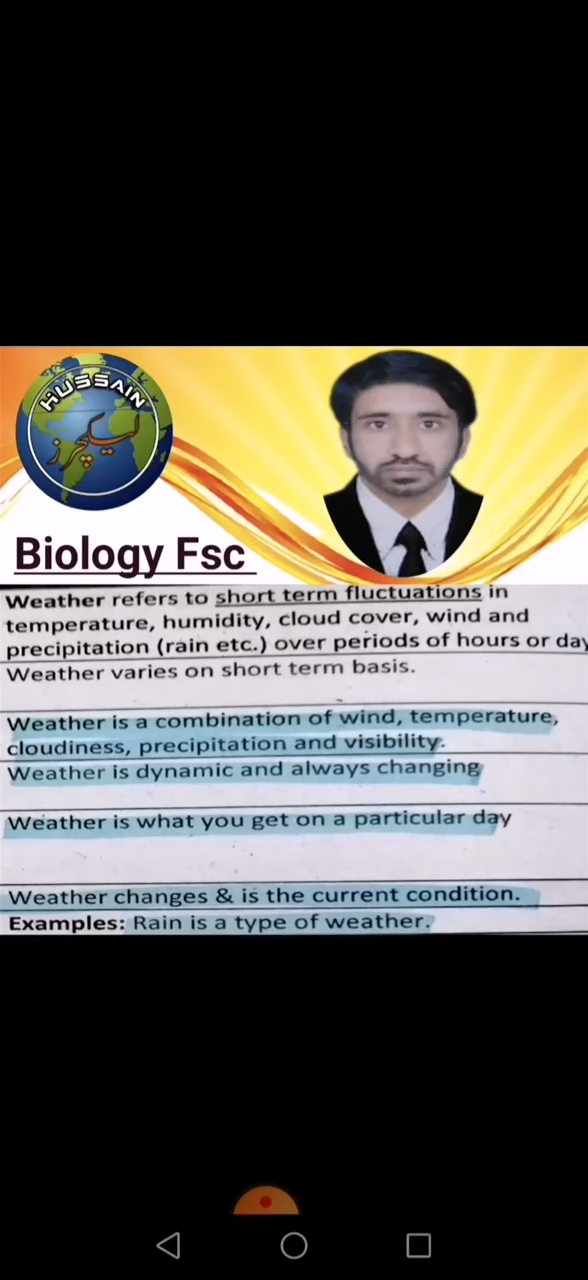 HUSSAIN
لیکچرز
Biology Fsc
Weather refers to short term fluctuations in
temperature, humidity, cloud cover, wind and
precipitation (rain etc.) over periods of hours or day
Weather varies on short term basis.
Weather is a combination of wind, temperature,
cloudiness, precipitation and visibility.
Weather is dynamic and always changing
Weather is what you get on a particular day
Weather changes & is the current condition.
Examples: Rain is a type of weather.